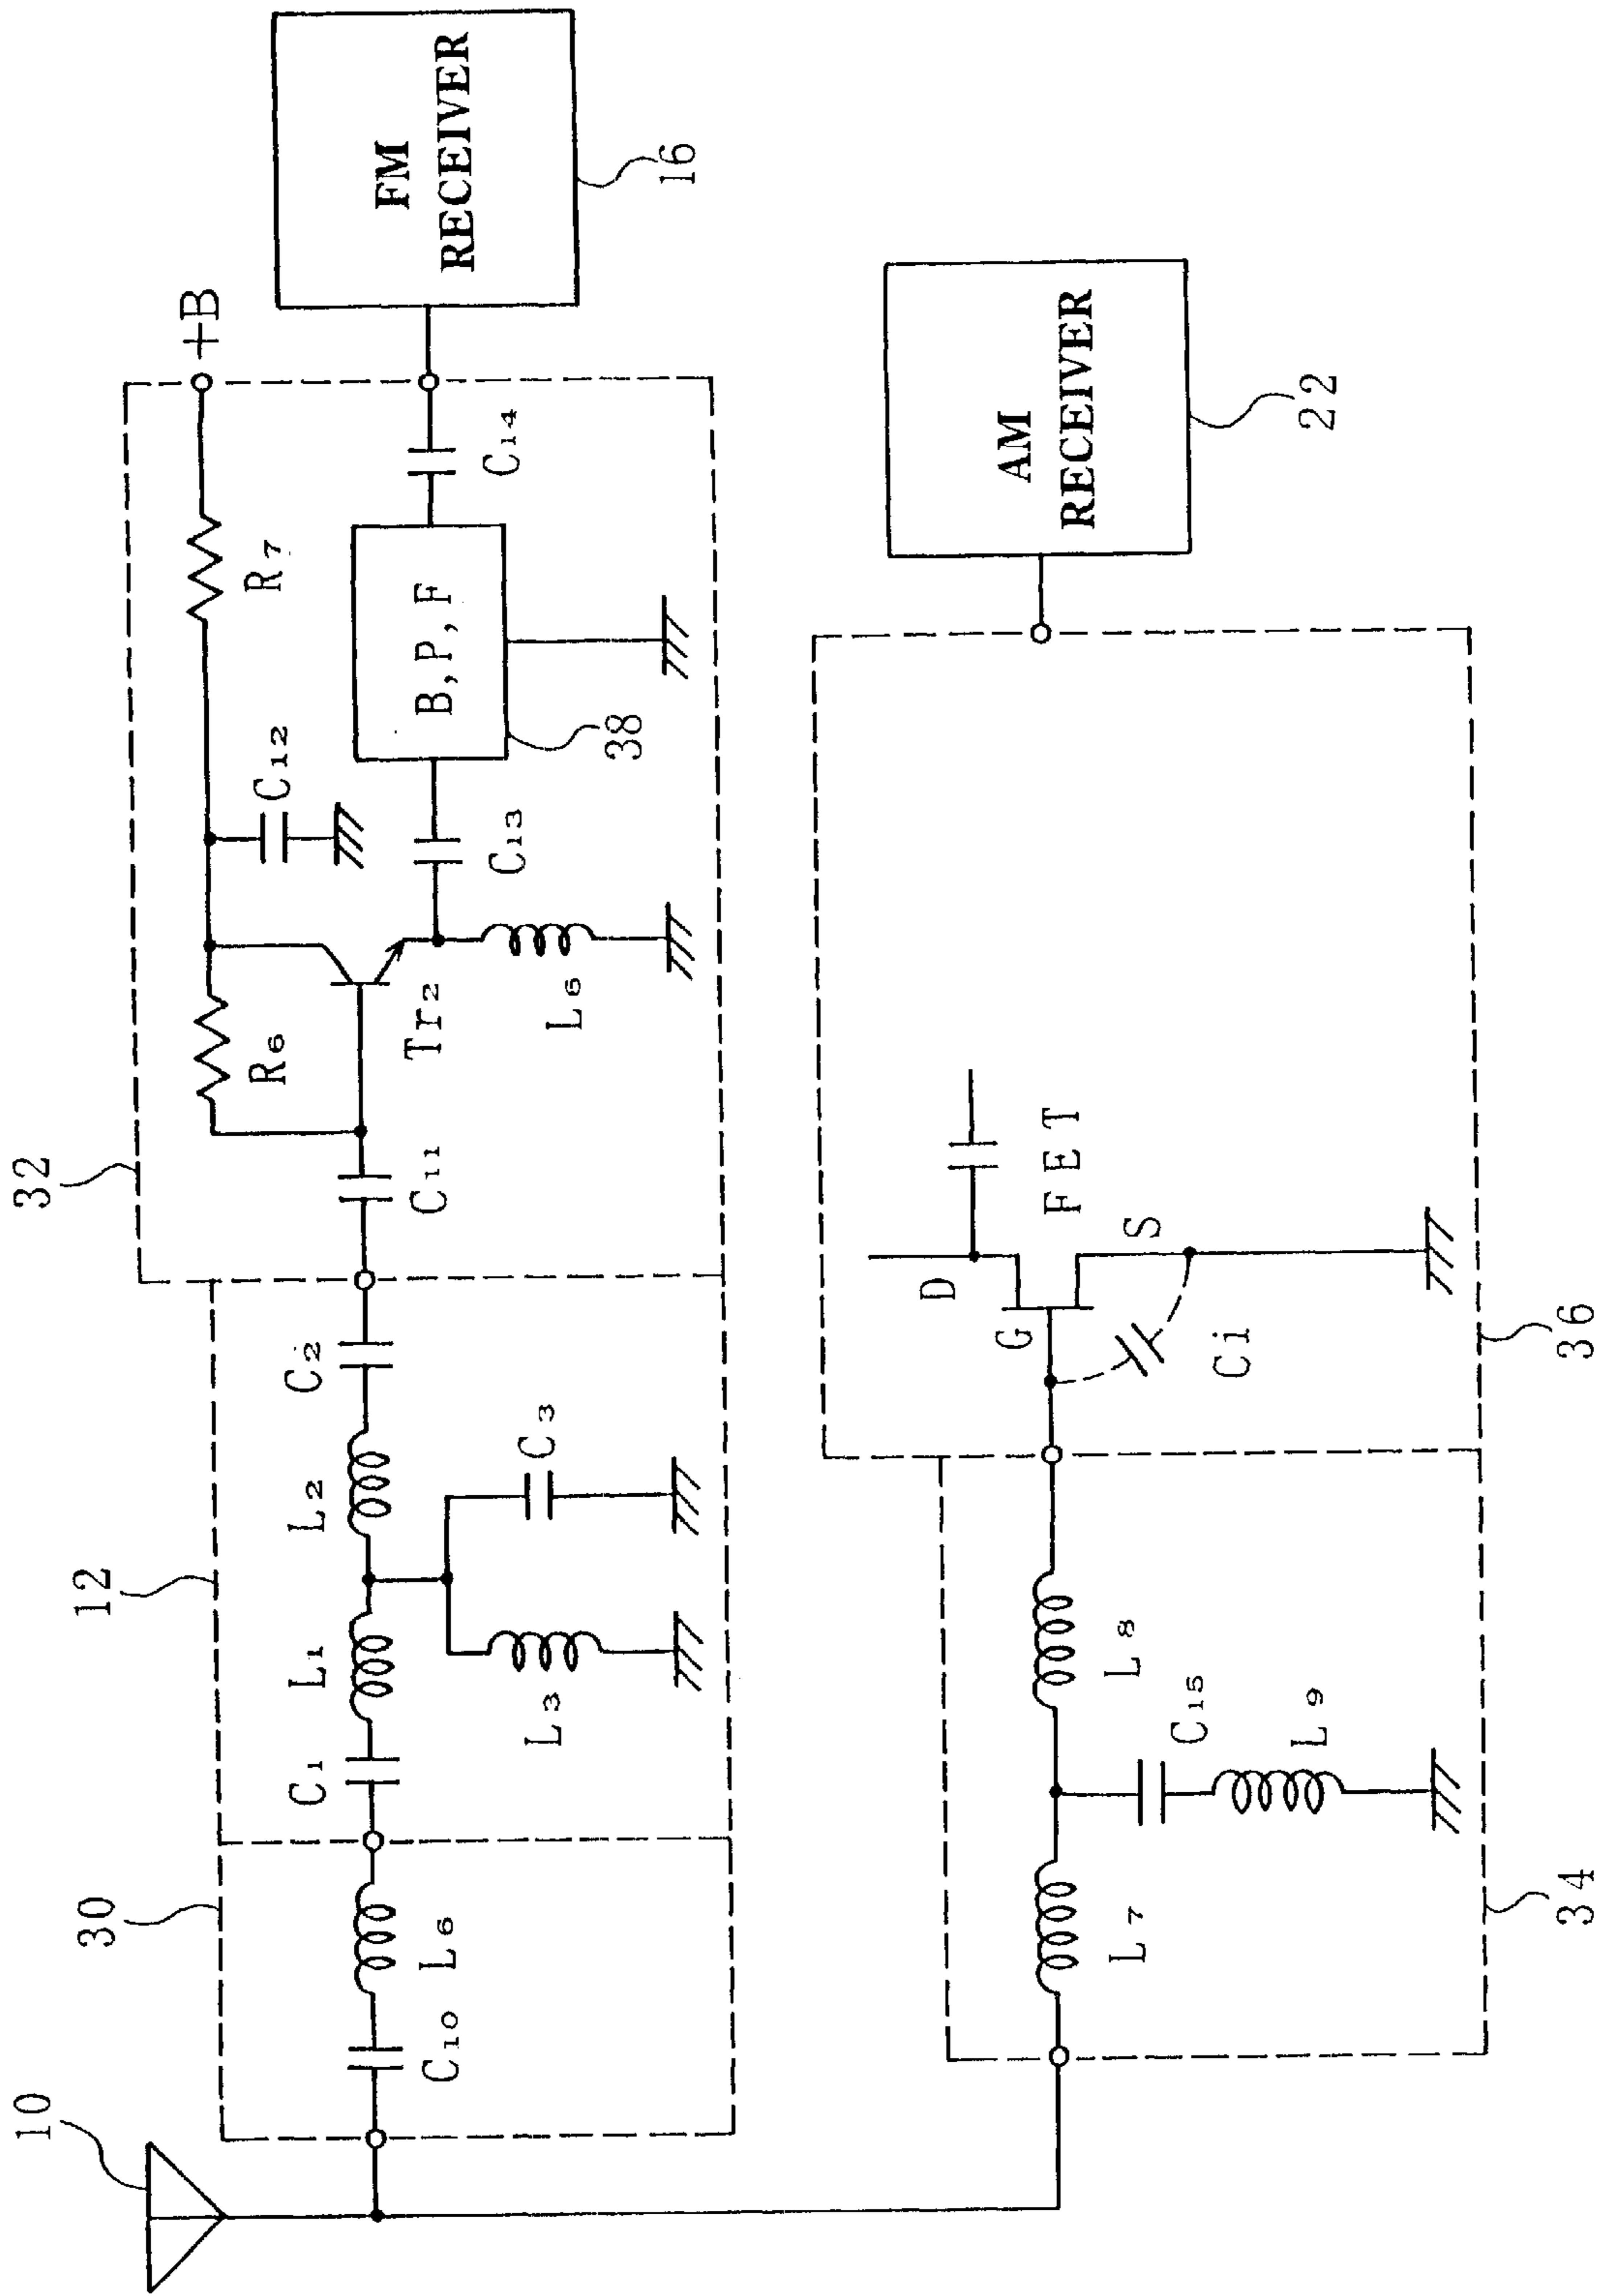 10
30
12
32
+B
R₆
R₇
C₁₂
C₁₀
L₆
C₁
L₁
L₂
C₂
C₁₁
Tr₂
C₁₃
B,P,F
C₁₄
FM
RECEIVER
16
L₃
C₃
L₆
38
D
G
FET
S
Ci
AM
RECEIVER
22
L₇
L₈
C₁₅
L₉
34
36